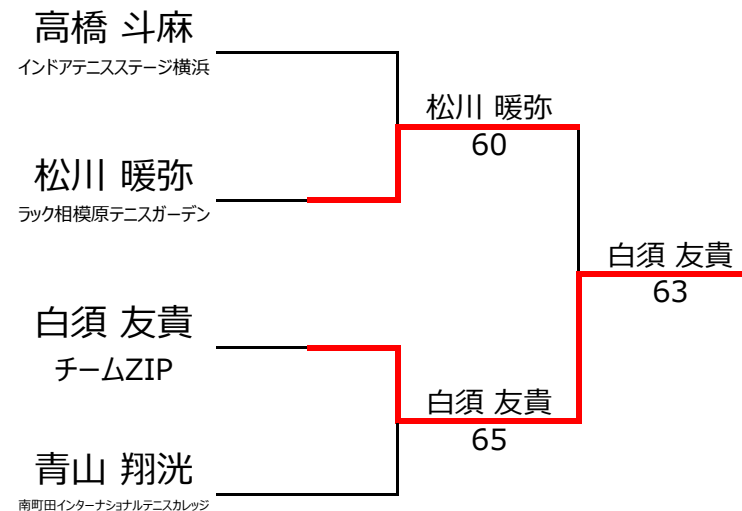 高橋 斗麻
インドアテニスステージ横浜
松川 暖弥
60
松川 暖弥
ラック相模原テニスガーデン
白須 友貴
63
白須 友貴
チームZIP
白須 友貴
65
青山 翔洸
南町田インターナショナルテニスカレッジ